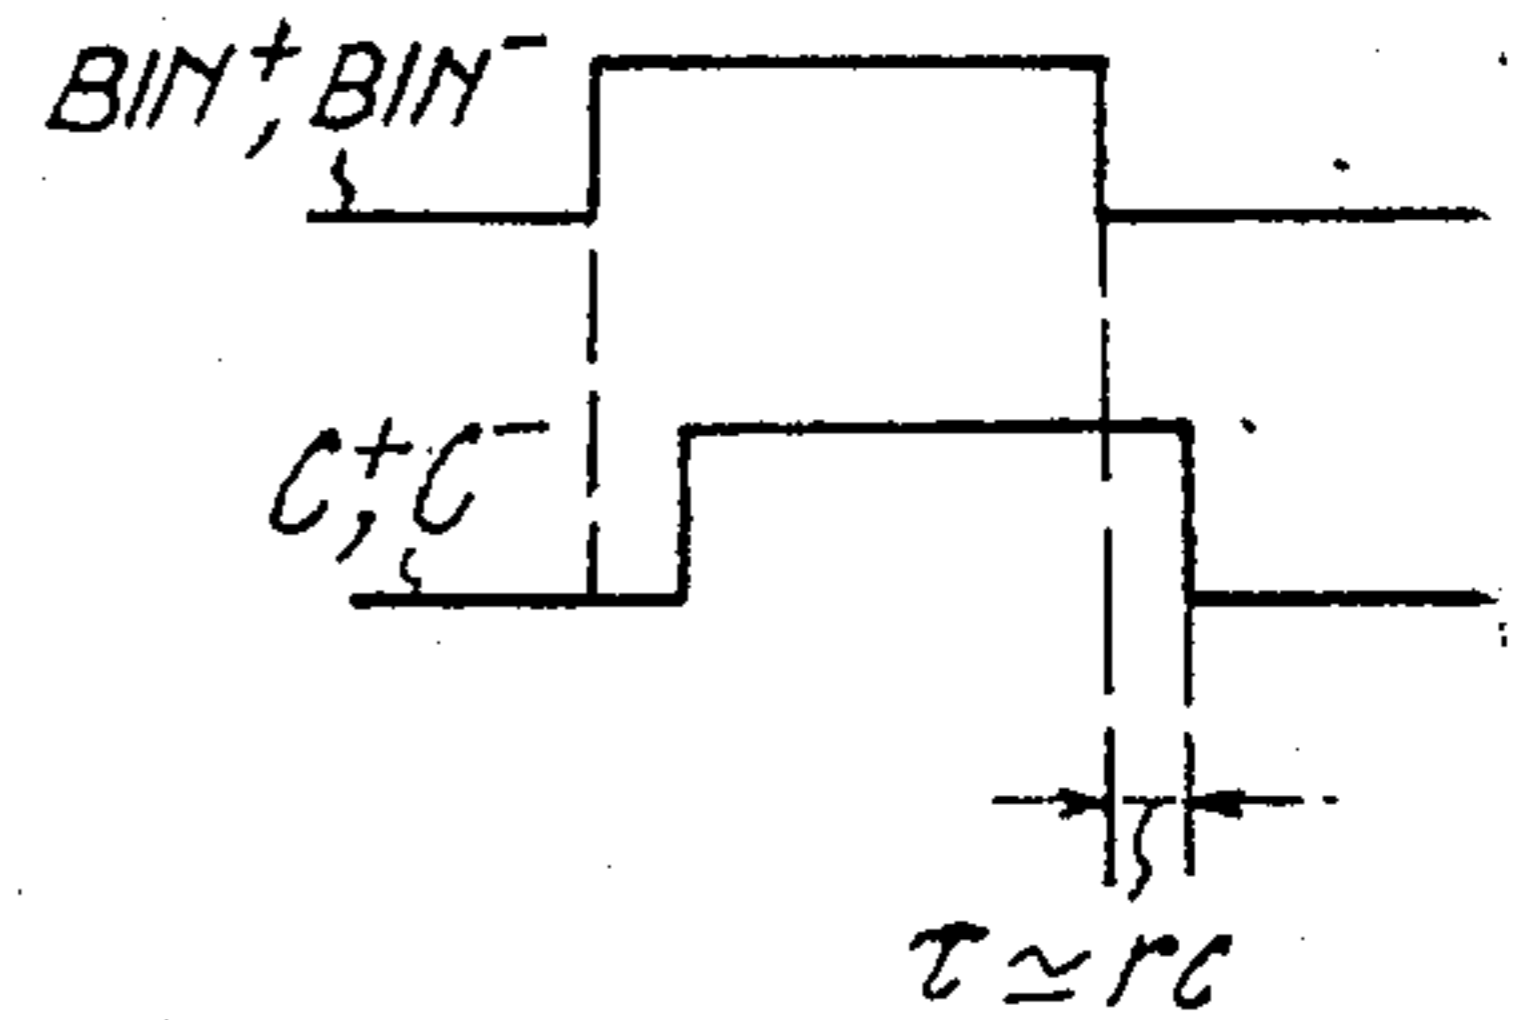 BIN⁺, BIN⁻
C⁺, C⁻
τ ≃ rc